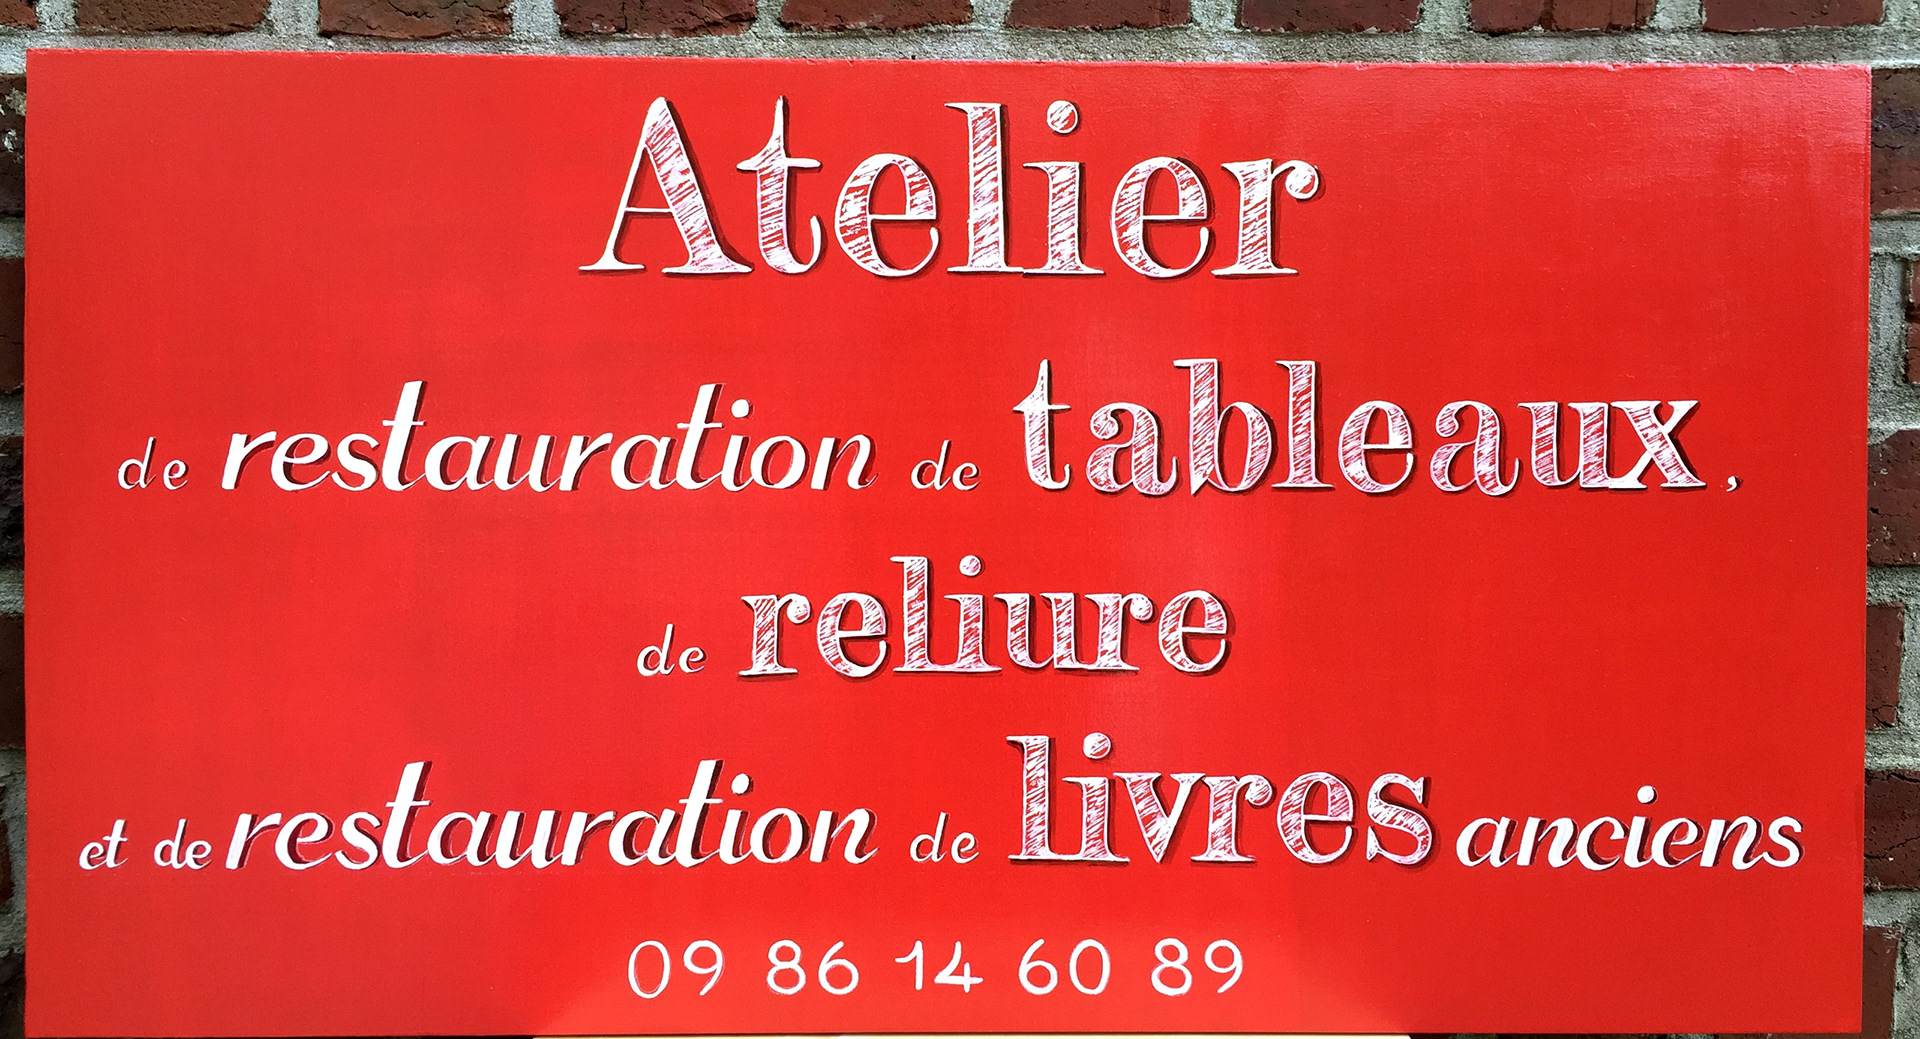 Atelier
de restauration de tableaux,
de reliure
et de restauration de livres anciens
09 86 14 60 89